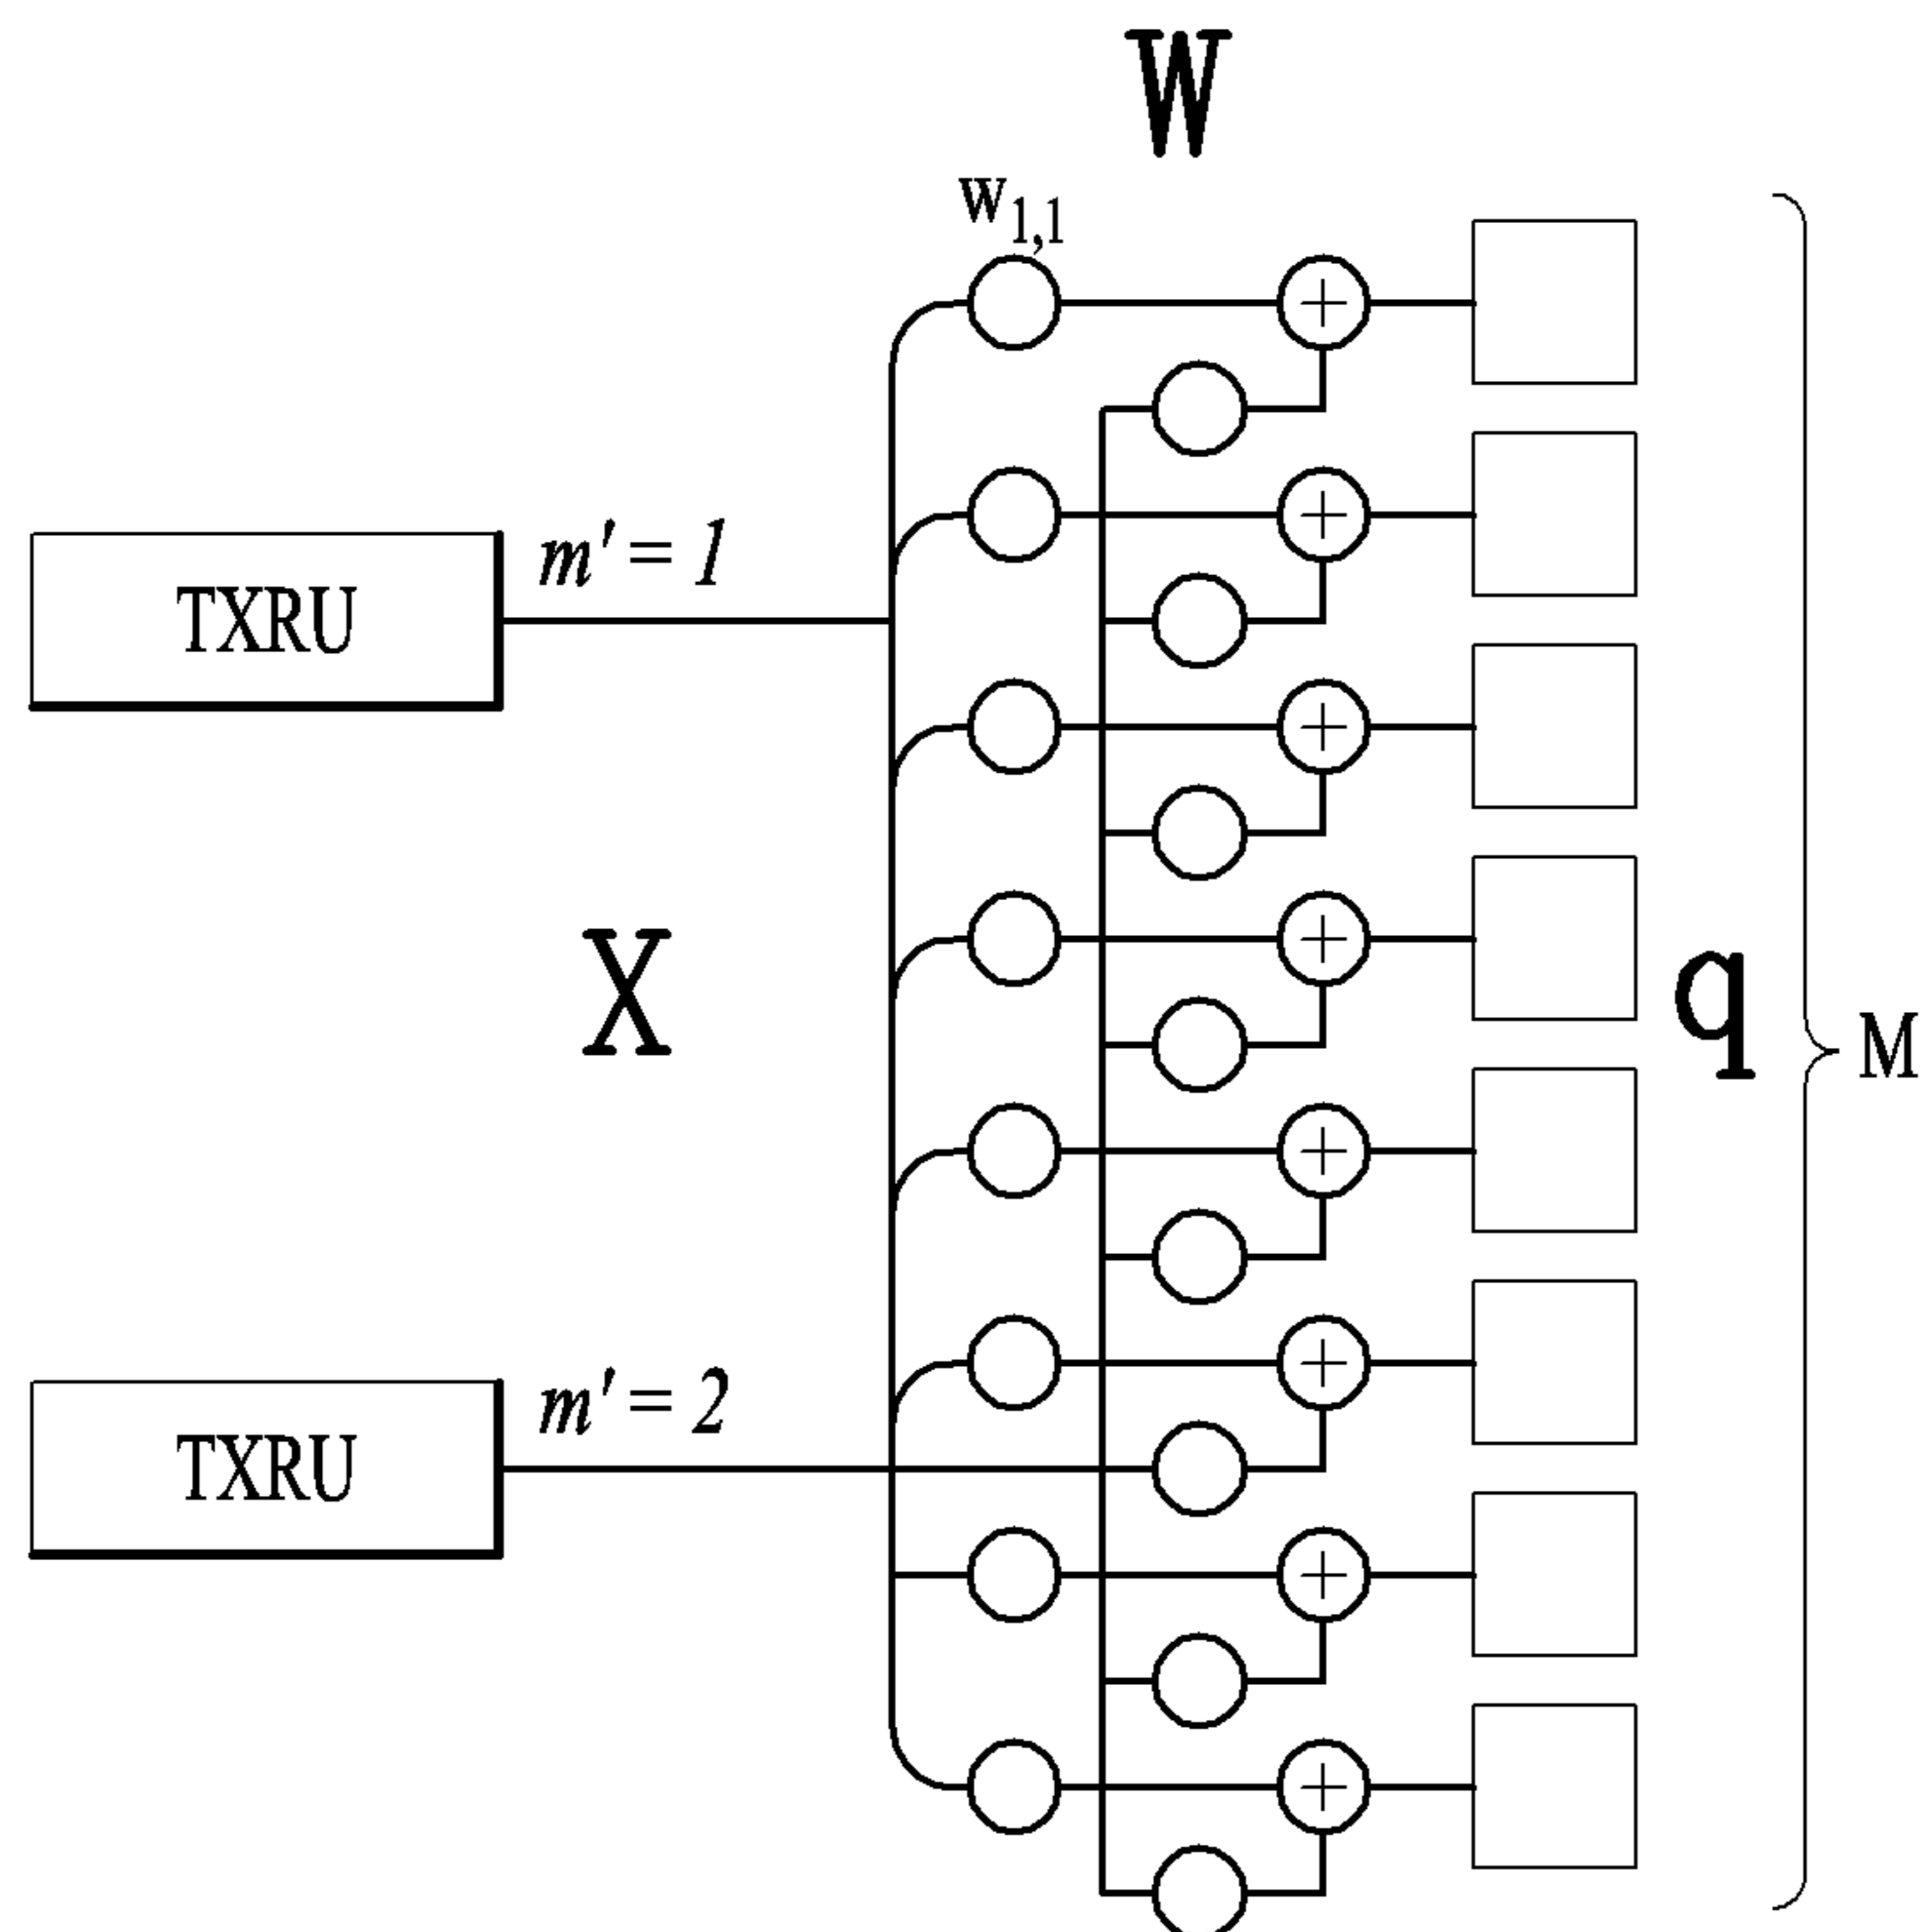 W
w1,1
m' = 1
TXRU
X
q
M
m' = 2
TXRU